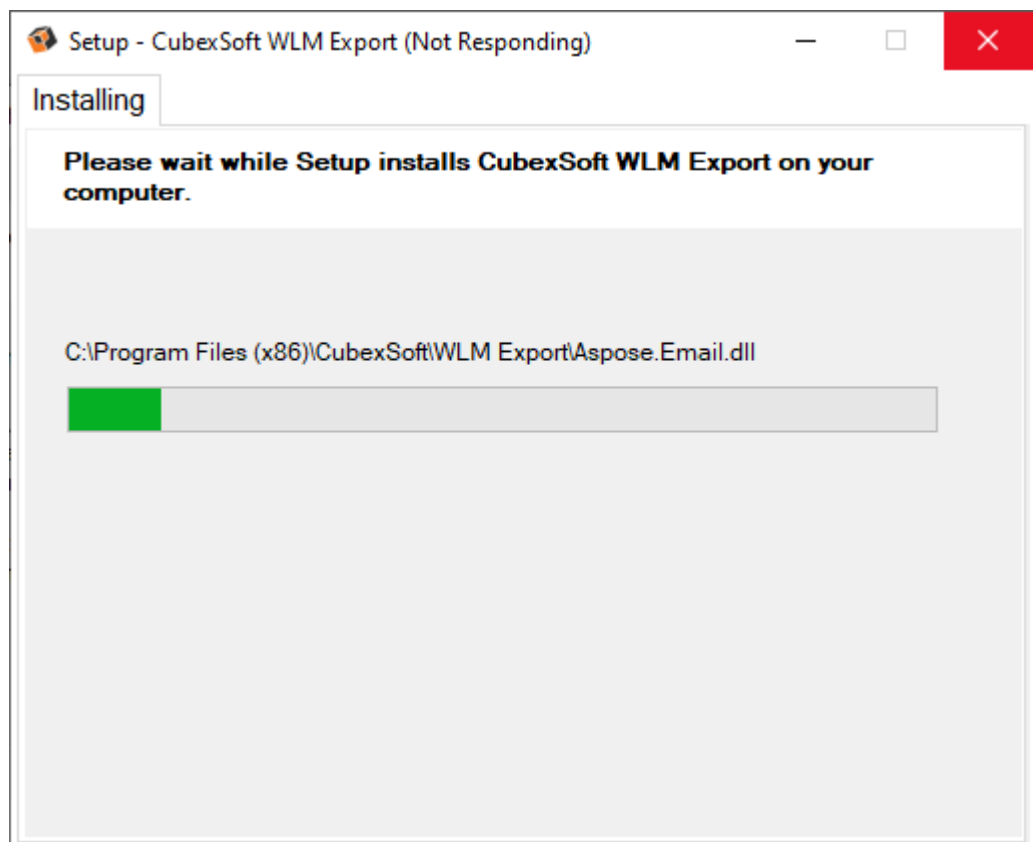 Setup - CubexSoft WLM Export (Not Responding)
Installing
Please wait while Setup installs CubexSoft WLM Export on your
computer.
C:\Program Files (x86)\CubexSoft\WLM Export\Aspose.Email.dll